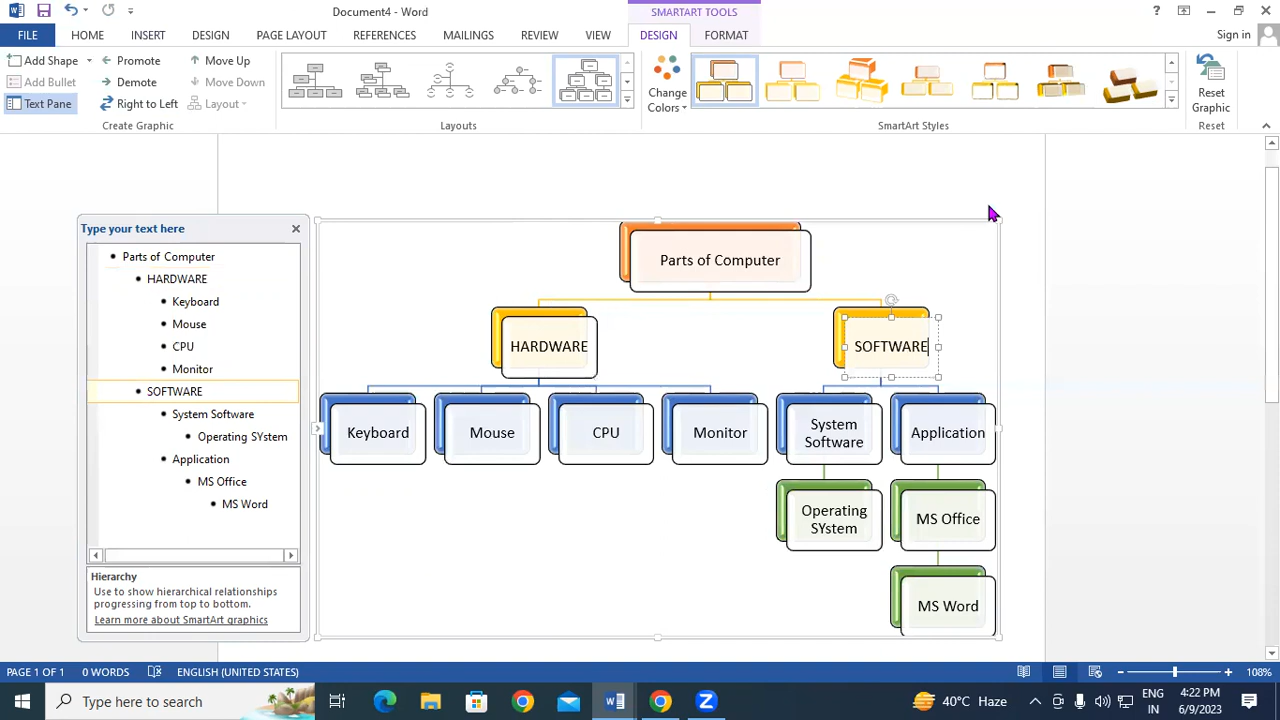 Document4 - Word
SMARTART TOOLS
?
FILE
HOME
INSERT
DESIGN
PAGE LAYOUT
REFERENCES
MAILINGS
REVIEW
VIEW
DESIGN
FORMAT
Sign in
Add Shape
Promote
Move Up
Add Bullet
Demote
Move Down
Text Pane
Right to Left
Layout
Create Graphic
Layouts
Change
Colors
SmartArt Styles
Reset
Graphic
Reset
Type your text here
Parts of Computer
HARDWARE
Keyboard
Mouse
CPU
Monitor
SOFTWARE
System Software
Operating SYstem
Application
MS Office
MS Word
Hierarchy
Use to show hierarchical relationships
progressing from top to bottom.
Learn more about SmartArt graphics
Parts of Computer
HARDWARE
SOFTWARE
Keyboard
Mouse
CPU
Monitor
System
Software
Application
Operating
SYstem
MS Office
MS Word
PAGE 1 OF 1
0 WORDS
ENGLISH (UNITED STATES)
108%
Type here to search
40°C Haze
ENG
IN
4:22 PM
6/9/2023